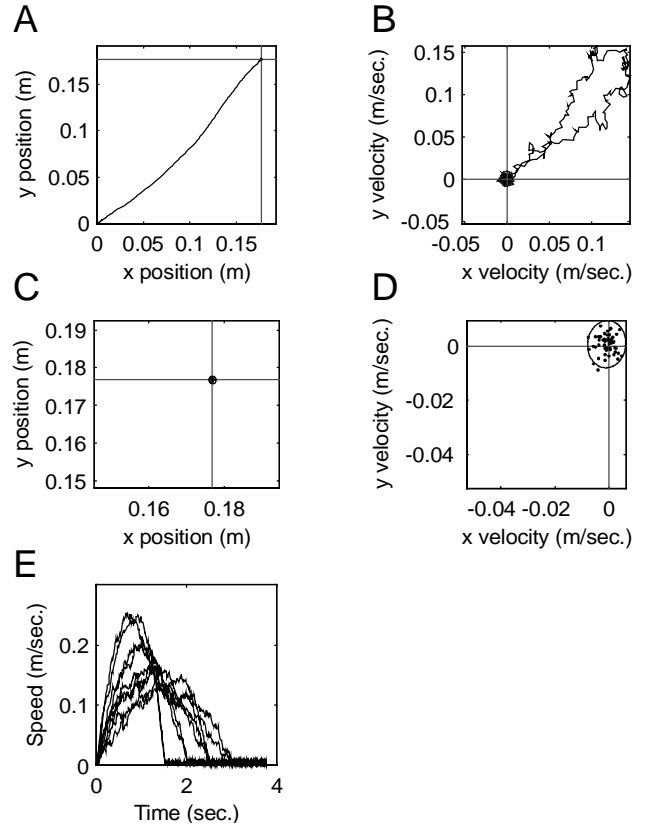 A
y position (m)
0.15
0.1
0.05
0
0 0.05 0.1 0.15
x position (m)
B
y velocity (m/sec.)
0.15
0.1
0.05
0
-0.05
-0.05 0 0.05 0.1
x velocity (m/sec.)
C
y position (m)
0.19
0.18
0.17
0.16
0.15
0.16 0.18
x position (m)
D
y velocity (m/sec.)
0
-0.02
-0.04
-0.04 -0.02 0
x velocity (m/sec.)
E
Speed (m/sec.)
0.2
0.1
0
0 2 4
Time (sec.)